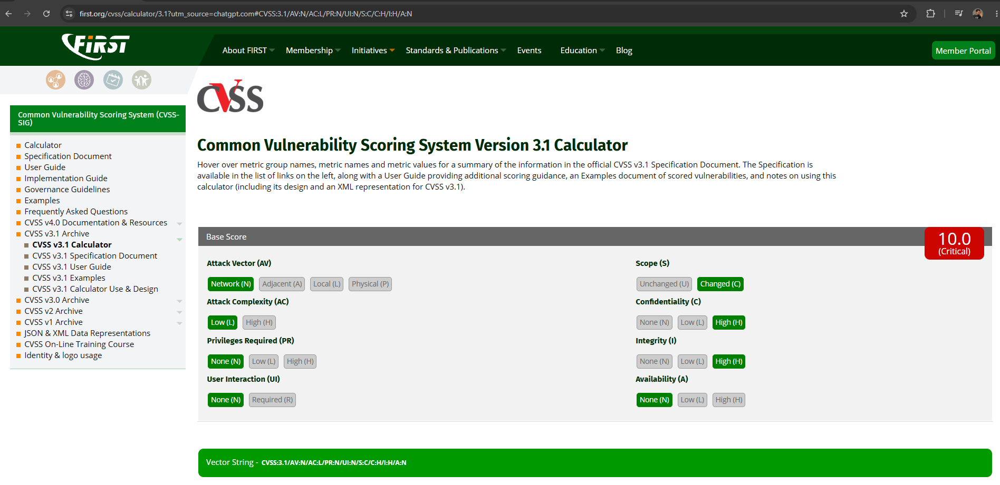 first.org/cvss/calculator/3.1?utm_source=chatgpt.com#CVSS:3.1/AV:N/AC:L/PR:N/UI:N/S:C/C:H/I:H/A:N
FIRST
About FIRST Membership Initiatives Standards & Publications Events Education Blog
Member Portal
Common Vulnerability Scoring System (CVSS-
SIG)
Calculator
Specification Document
User Guide
Implementation Guide
Governance Guidelines
Examples
Frequently Asked Questions
CVSS v4.0 Documentation & Resources
CVSS v3.1 Archive
CVSS v3.1 Calculator
CVSS v3.1 Specification Document
CVSS v3.1 User Guide
CVSS v3.1 Examples
CVSS v3.1 Calculator Use & Design
CVSS v3.0 Archive
CVSS v2 Archive
CVSS v1 Archive
JSON & XML Data Representations
CVSS On-Line Training Course
Identity & logo usage
CVSS
Common Vulnerability Scoring System Version 3.1 Calculator
Hover over metric group names, metric names and metric values for a summary of the information in the official CVSS v3.1 Specification Document. The Specification is
available in the list of links on the left, along with a User Guide providing additional scoring guidance, an Examples document of scored vulnerabilities, and notes on using this
calculator (including its design and an XML representation for CVSS v3.1).
Base Score
10.0
(Critical)
Attack Vector (AV)
Network (N) Adjacent (A) Local (L) Physical (P)
Attack Complexity (AC)
Low (L) High (H)
Privileges Required (PR)
None (N) Low (L) High (H)
User Interaction (UI)
None (N) Required (R)
Scope (S)
Unchanged (U) Changed (C)
Confidentiality (C)
None (N) Low (L) High (H)
Integrity (I)
None (N) Low (L) High (H)
Availability (A)
None (N) Low (L) High (H)
Vector String - CVSS:3.1/AV:N/AC:L/PR:N/UI:N/S:C/C:H/I:H/A:N